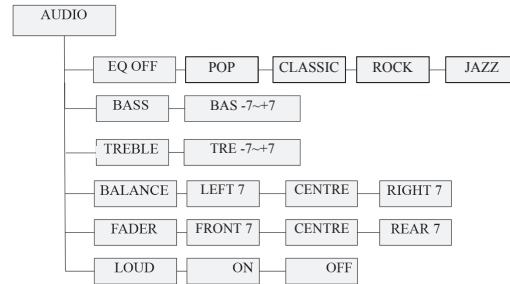 AUDIO
EQ OFF POP CLASSIC ROCK JAZZ
BASS BAS -7~+7
TREBLE TRE -7~+7
BALANCE LEFT 7 CENTRE RIGHT 7
FADER FRONT 7 CENTRE REAR 7
LOUD ON OFF